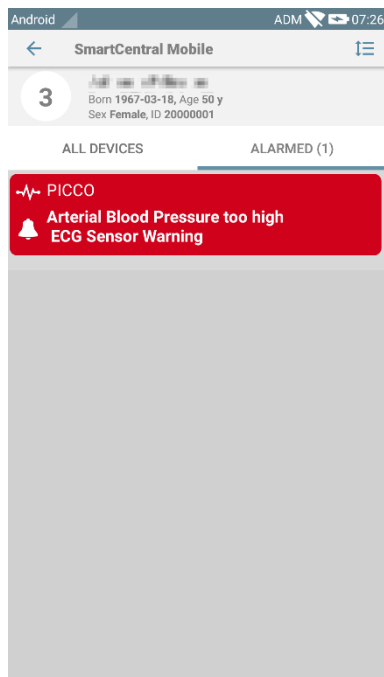 Android ADM 07:26
SmartCentral Mobile
3
Born 1967-03-18, Age 50 y
Sex Female, ID 20000001
ALL DEVICES ALARMED (1)
PICCO
Arterial Blood Pressure too high
ECG Sensor Warning